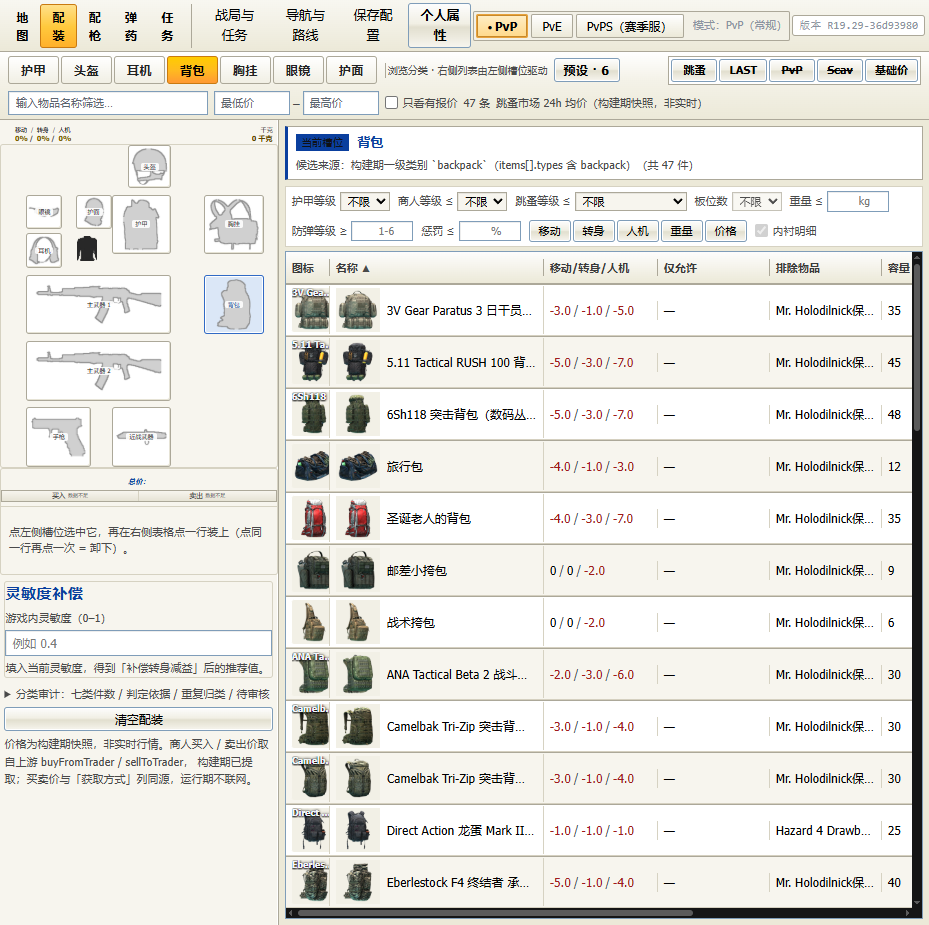 地图 配装 配枪 弹药 任务 战局与任务 导航与路线 保存配置 个人属性 •PvP PvE PvPS（赛季服） 模式：PvP（常规） 版本 R19.29-36d93980
护甲 头盔 耳机 背包 胸挂 眼镜 护面 浏览分类 · 右侧列表由左侧槽位驱动 预设 · 6 跳蚤 LAST PvP Scav 基础价
输入物品名称筛选... 最低价 – 最高价 只看有报价 47 条 跳蚤市场 24h 均价（构建期快照，非实时）
移动 / 转身 / 人机 千克
0% / 0% / 0% 0 千克
头盔
眼镜 护面 护甲 胸挂
耳机
主武器 1 背包
主武器 2
手枪 近战武器
总价:
买入 数据不足 卖出 数据不足
点左侧槽位选中它，再在右侧表格点一行装上（点同
一行再点一次 = 卸下）。
灵敏度补偿
游戏内灵敏度（0–1）
例如 0.4
填入当前灵敏度，得到「补偿转身减益」后的推荐值。
▶ 分类审计：七类件数 / 判定依据 / 重复归类 / 待审核
清空配装
价格为构建期快照，非实时行情。商人买入 / 卖出价取
自上游 buyFromTrader / sellToTrader， 构建期已提
取；买卖价与「获取方式」列同源，运行期不联网。
当前槽位 背包
候选来源：构建期一级类别 `backpack`（items[].types 含 backpack）（共 47 件）
护甲等级 不限 商人等级 ≤ 不限 跳蚤等级 ≤ 不限 板位数 不限 重量 ≤ kg
防弹等级 ≥ 1-6 惩罚 ≤ % 移动 转身 人机 重量 价格 内衬明细
图标 名称 ▲ 移动/转身/人机 仅允许 排除物品 容量
3V Gea.. 3V Gear Paratus 3 日干员... -3.0 / -1.0 / -5.0 — Mr. Holodilnick保... 35
5.11 Ta.. 5.11 Tactical RUSH 100 背... -5.0 / -3.0 / -7.0 — Mr. Holodilnick保... 45
6Sh118 6Sh118 突击背包（数码丛... -5.0 / -3.0 / -7.0 — Mr. Holodilnick保... 48
旅行包 -4.0 / -1.0 / -3.0 — Mr. Holodilnick保... 12
圣诞老人的背包 -4.0 / -3.0 / -7.0 — Mr. Holodilnick保... 35
邮差小挎包 0 / 0 / -2.0 — Mr. Holodilnick保... 9
战术挎包 0 / 0 / -2.0 — Mr. Holodilnick保... 6
ANA Ta.. ANA Tactical Beta 2 战斗... -2.0 / -3.0 / -6.0 — Mr. Holodilnick保... 30
Camelb.. Camelbak Tri-Zip 突击背... -3.0 / -1.0 / -4.0 — Mr. Holodilnick保... 30
Camelb.. Camelbak Tri-Zip 突击背... -3.0 / -1.0 / -4.0 — Mr. Holodilnick保... 30
Direct .. Direct Action 龙蛋 Mark II... -1.0 / -1.0 / -1.0 — Hazard 4 Drawb... 25
Eberles.. Eberlestock F4 终结者 承... -5.0 / -1.0 / -4.0 — Mr. Holodilnick保... 40